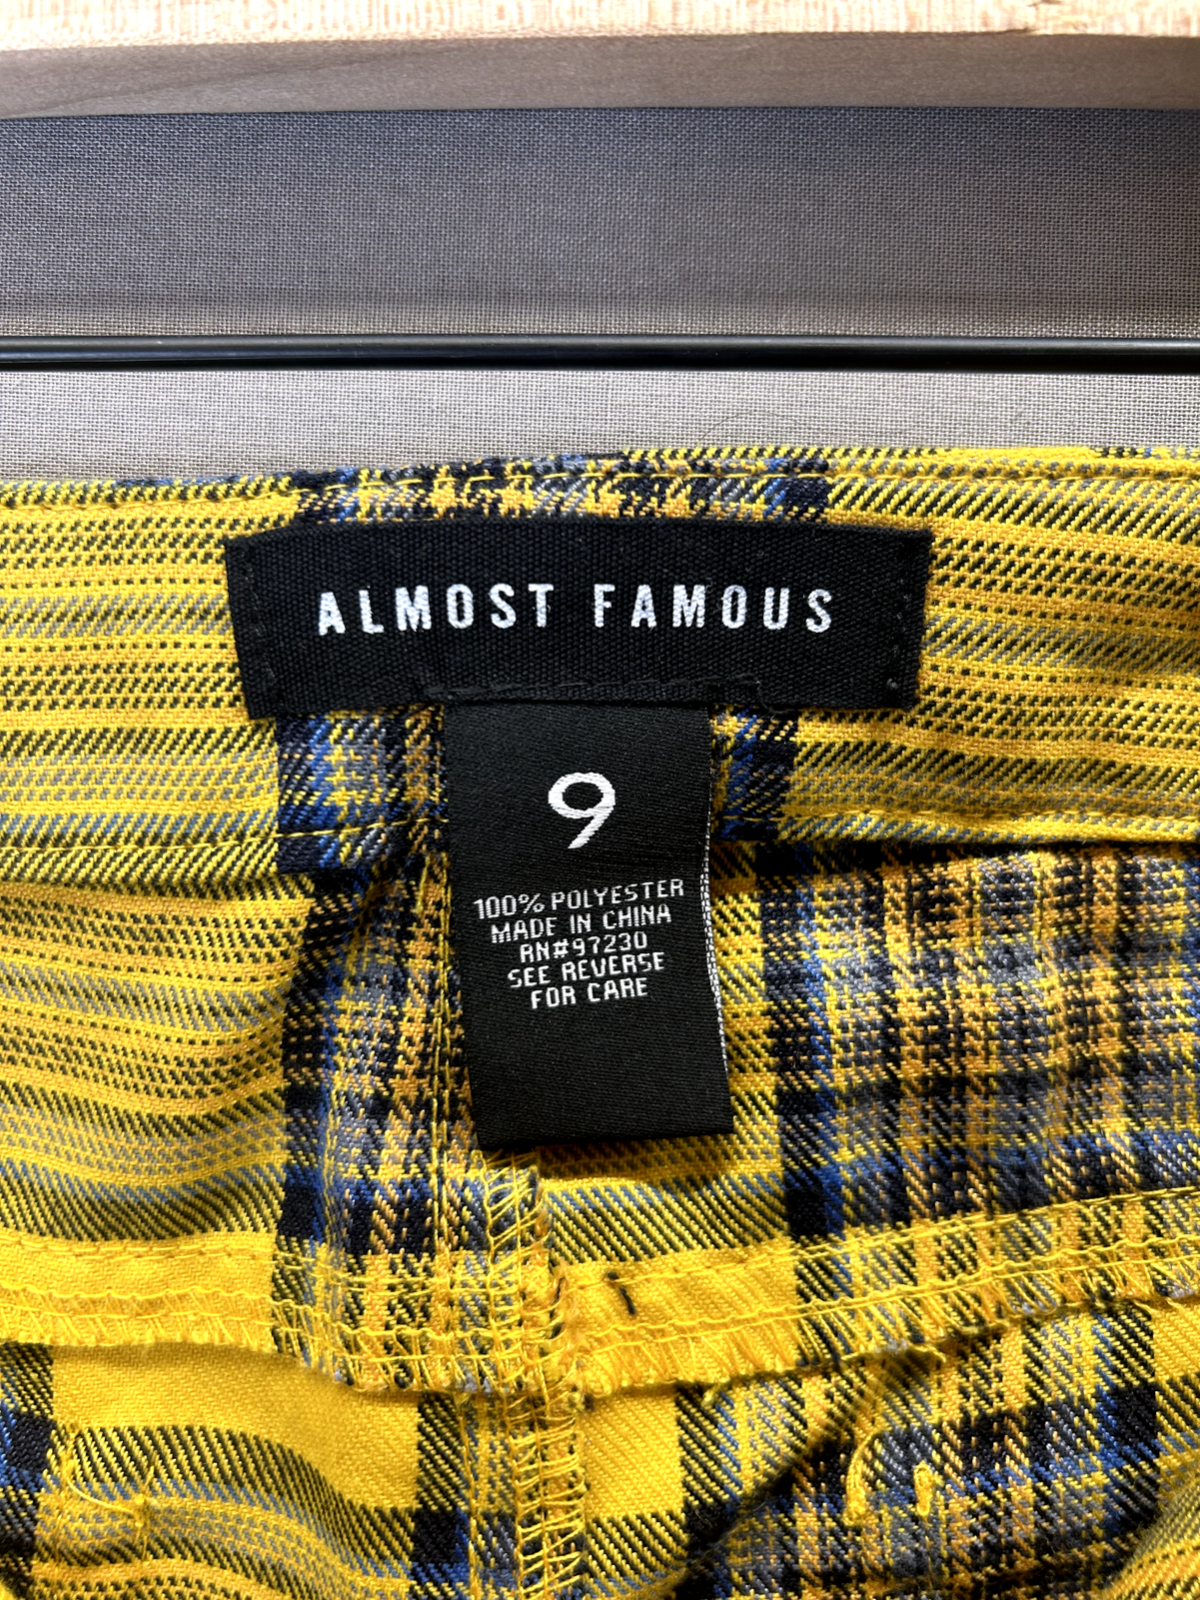 ALMOST FAMOUS
9
100% POLYESTER
MADE IN CHINA
RN#97230
SEE REVERSE
FOR CARE